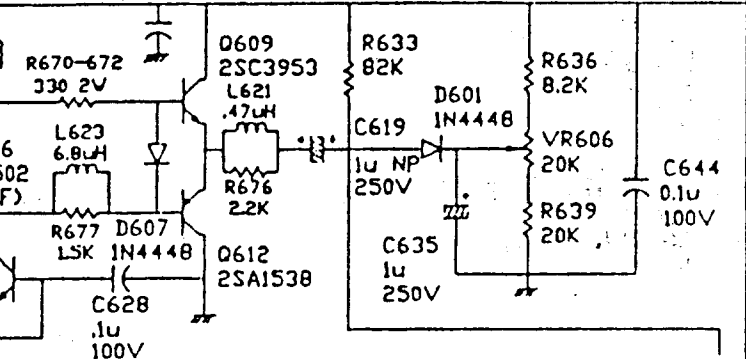 R670-672
330 2W
Q609
2SC3953
L621
.47uH
R633
82K
R636
8.2K
D601
1N4448
L623
6.8uH
C619
1u NP
250V
VR606
20K
6
502
F)
R676
2.2K
C644
0.1u
100V
R677
1.5K
D607
1N4448
R639
20K
Q612
2SA1538
C635
1u
250V
C628
.1u
100V